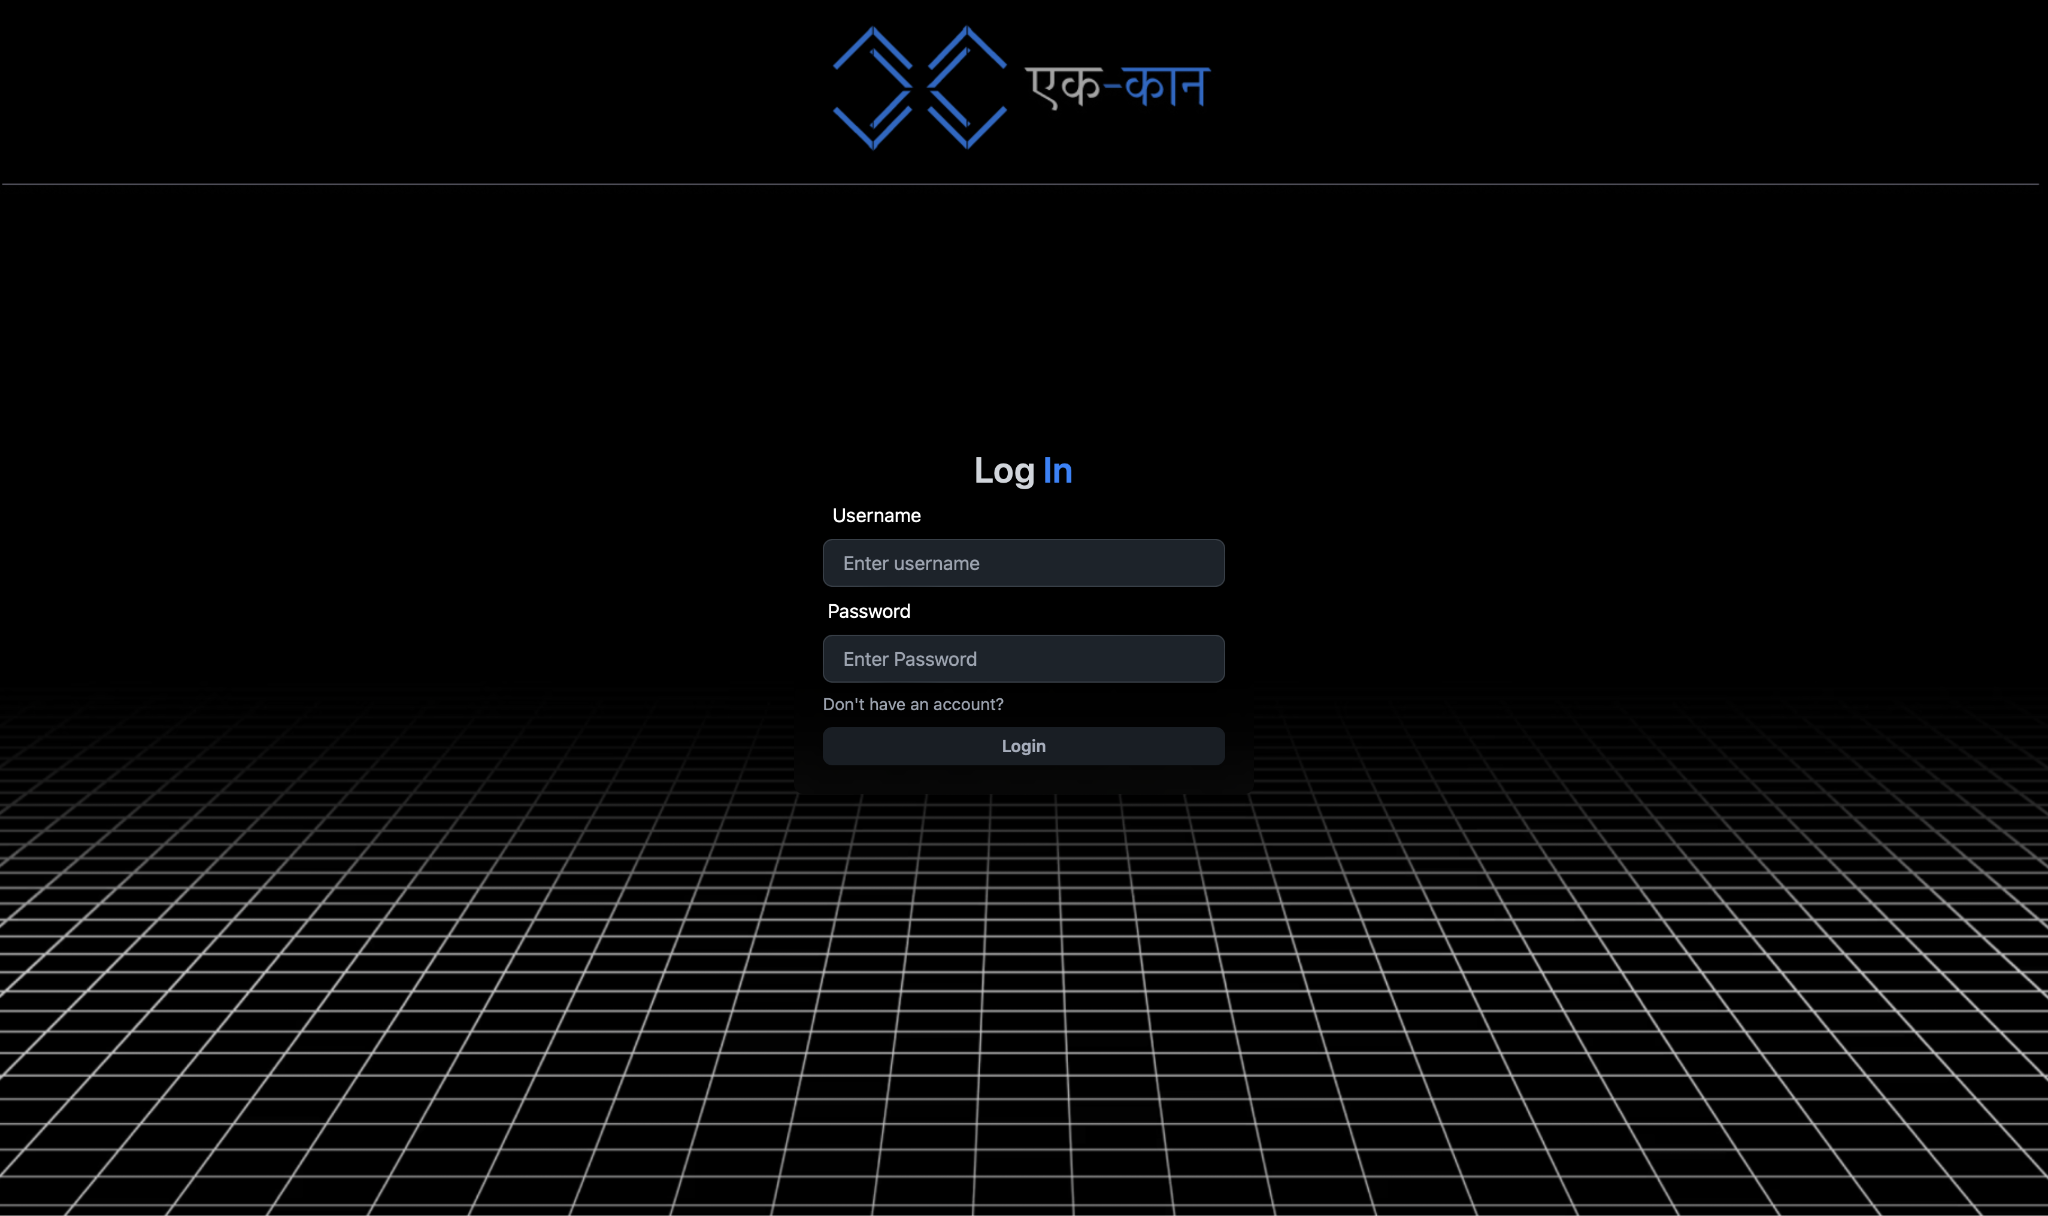 एक-कान
Log In
Username
Enter username
Password
Enter Password
Don't have an account?
Login